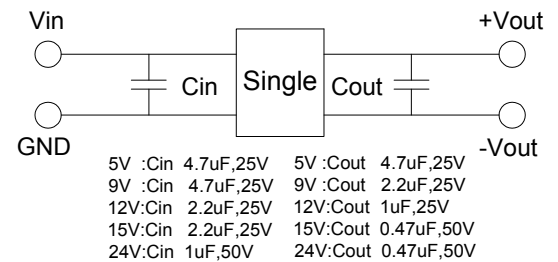 Vin +Vout
Cin Single Cout
GND -Vout
5V :Cin 4.7uF,25V 5V :Cout 4.7uF,25V
9V :Cin 4.7uF,25V 9V :Cout 2.2uF,25V
12V:Cin 2.2uF,25V 12V:Cout 1uF,25V
15V:Cin 2.2uF,25V 15V:Cout 0.47uF,50V
24V:Cin 1uF,50V 24V:Cout 0.47uF,50V